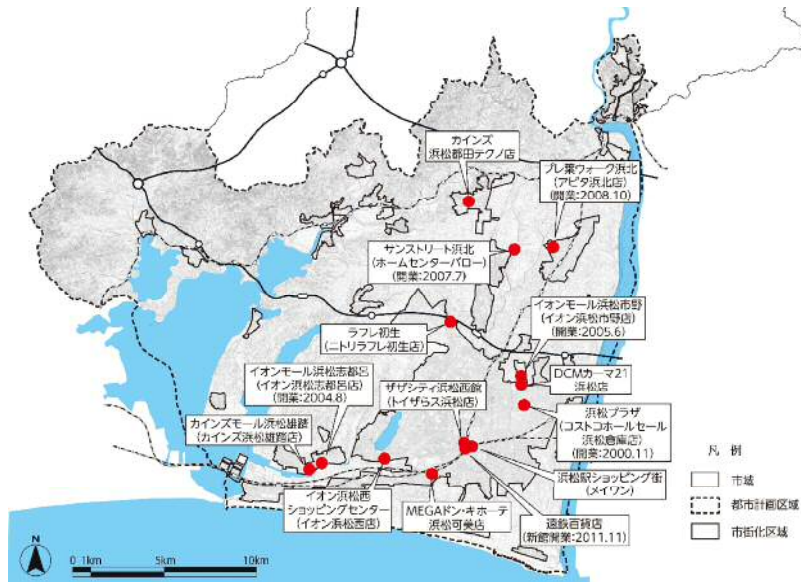 カインズ
浜松都田テクノ店
プレ葉ウォーク浜北
(アピタ浜北店)
(開業:2008.10)
サンストリート浜北
(ホームセンターバロー)
(開業:2007.7)
イオンモール浜松市野
(イオン浜松市野店)
(開業:2005.6)
ラフレ初生
(ニトリラフレ初生店)
イオンモール浜松志都呂
(イオン浜松志都呂店)
(開業:2004.8)
ザザシティ浜松西館
(トイザらス浜松店)
DCMカーマ21
浜松店
カインズモール浜松雄踏
(カインズ浜松雄踏店)
浜松プラザ
(コストコホールセール
浜松倉庫店)
(開業:2000.11)
イオン浜松西
ショッピングセンター
(イオン浜松西店)
MEGAドン・キホーテ
浜松可美店
浜松駅ショッピング街
(メイワン)
遠鉄百貨店
(新館開業:2011.11)
凡 例
市域
都市計画区域
市街化区域
N
0 1km 5km 10km